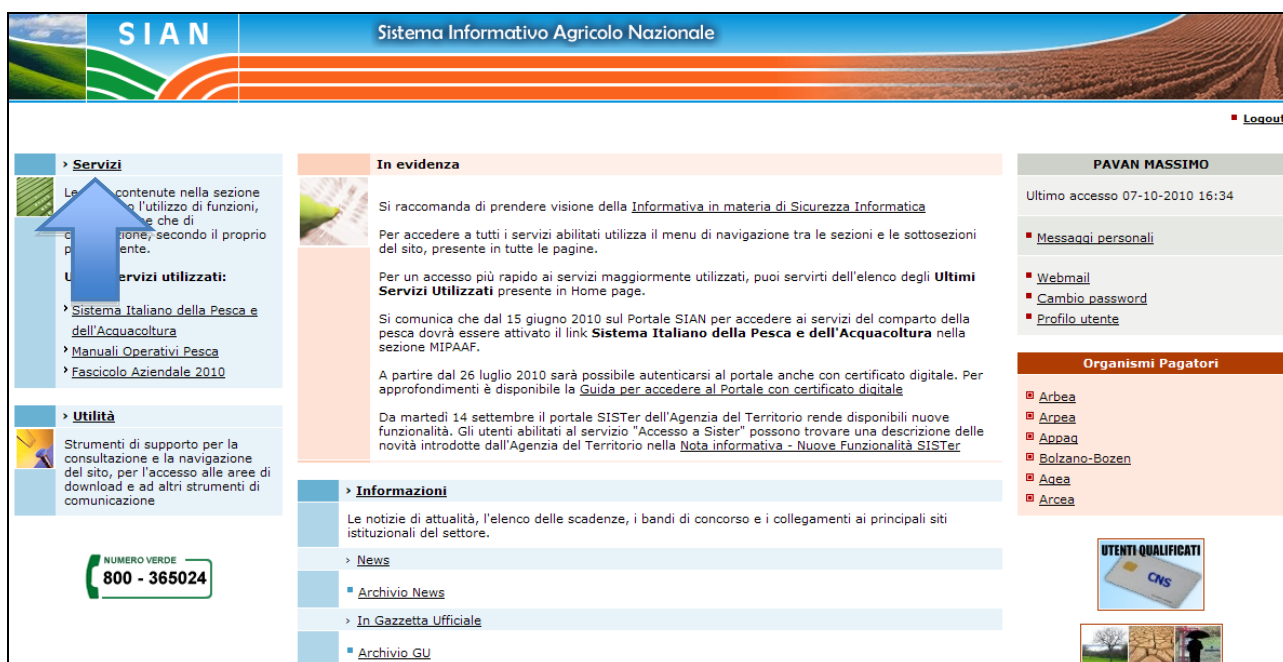 SIAN
Sistema Informativo Agricolo Nazionale
Logout
› Servizi
Le contenute nella sezione
l'utilizzo di funzioni,
che di
secondo il proprio
U ervizi utilizzati:
Sistema Italiano della Pesca e
dell'Acquacoltura
Manuali Operativi Pesca
Fascicolo Aziendale 2010
› Utilità
Strumenti di supporto per la
consultazione e la navigazione
del sito, per l'accesso alle aree di
download e ad altri strumenti di
comunicazione
NUMERO VERDE
800 - 365024
In evidenza
Si raccomanda di prendere visione della Informativa in materia di Sicurezza Informatica
Per accedere a tutti i servizi abilitati utilizza il menu di navigazione tra le sezioni e le sottosezioni
del sito, presente in tutte le pagine.
Per un accesso più rapido ai servizi maggiormente utilizzati, puoi servirti dell'elenco degli Ultimi
Servizi Utilizzati presente in Home page.
Si comunica che dal 15 giugno 2010 sul Portale SIAN per accedere ai servizi del comparto della
pesca dovrà essere attivato il link Sistema Italiano della Pesca e dell'Acquacoltura nella
sezione MIPAAF.
A partire dal 26 luglio 2010 sarà possibile autenticarsi al portale anche con certificato digitale. Per
approfondimenti è disponibile la Guida per accedere al Portale con certificato digitale
Da martedì 14 settembre il portale SISTer dell'Agenzia del Territorio rende disponibili nuove
funzionalità. Gli utenti abilitati al servizio "Accesso a Sister" possono trovare una descrizione delle
novità introdotte dall'Agenzia del Territorio nella Nota informativa - Nuove Funzionalità SISTer
› Informazioni
Le notizie di attualità, l'elenco delle scadenze, i bandi di concorso e i collegamenti ai principali siti
istituzionali del settore.
› News
Archivio News
› In Gazzetta Ufficiale
Archivio GU
PAVAN MASSIMO
Ultimo accesso 07-10-2010 16:34
Messaggi personali
Webmail
Cambio password
Profilo utente
Organismi Pagatori
Arbea
Arpea
Appag
Bolzano-Bozen
Agea
Arcea
UTENTI QUALIFICATI
CNS